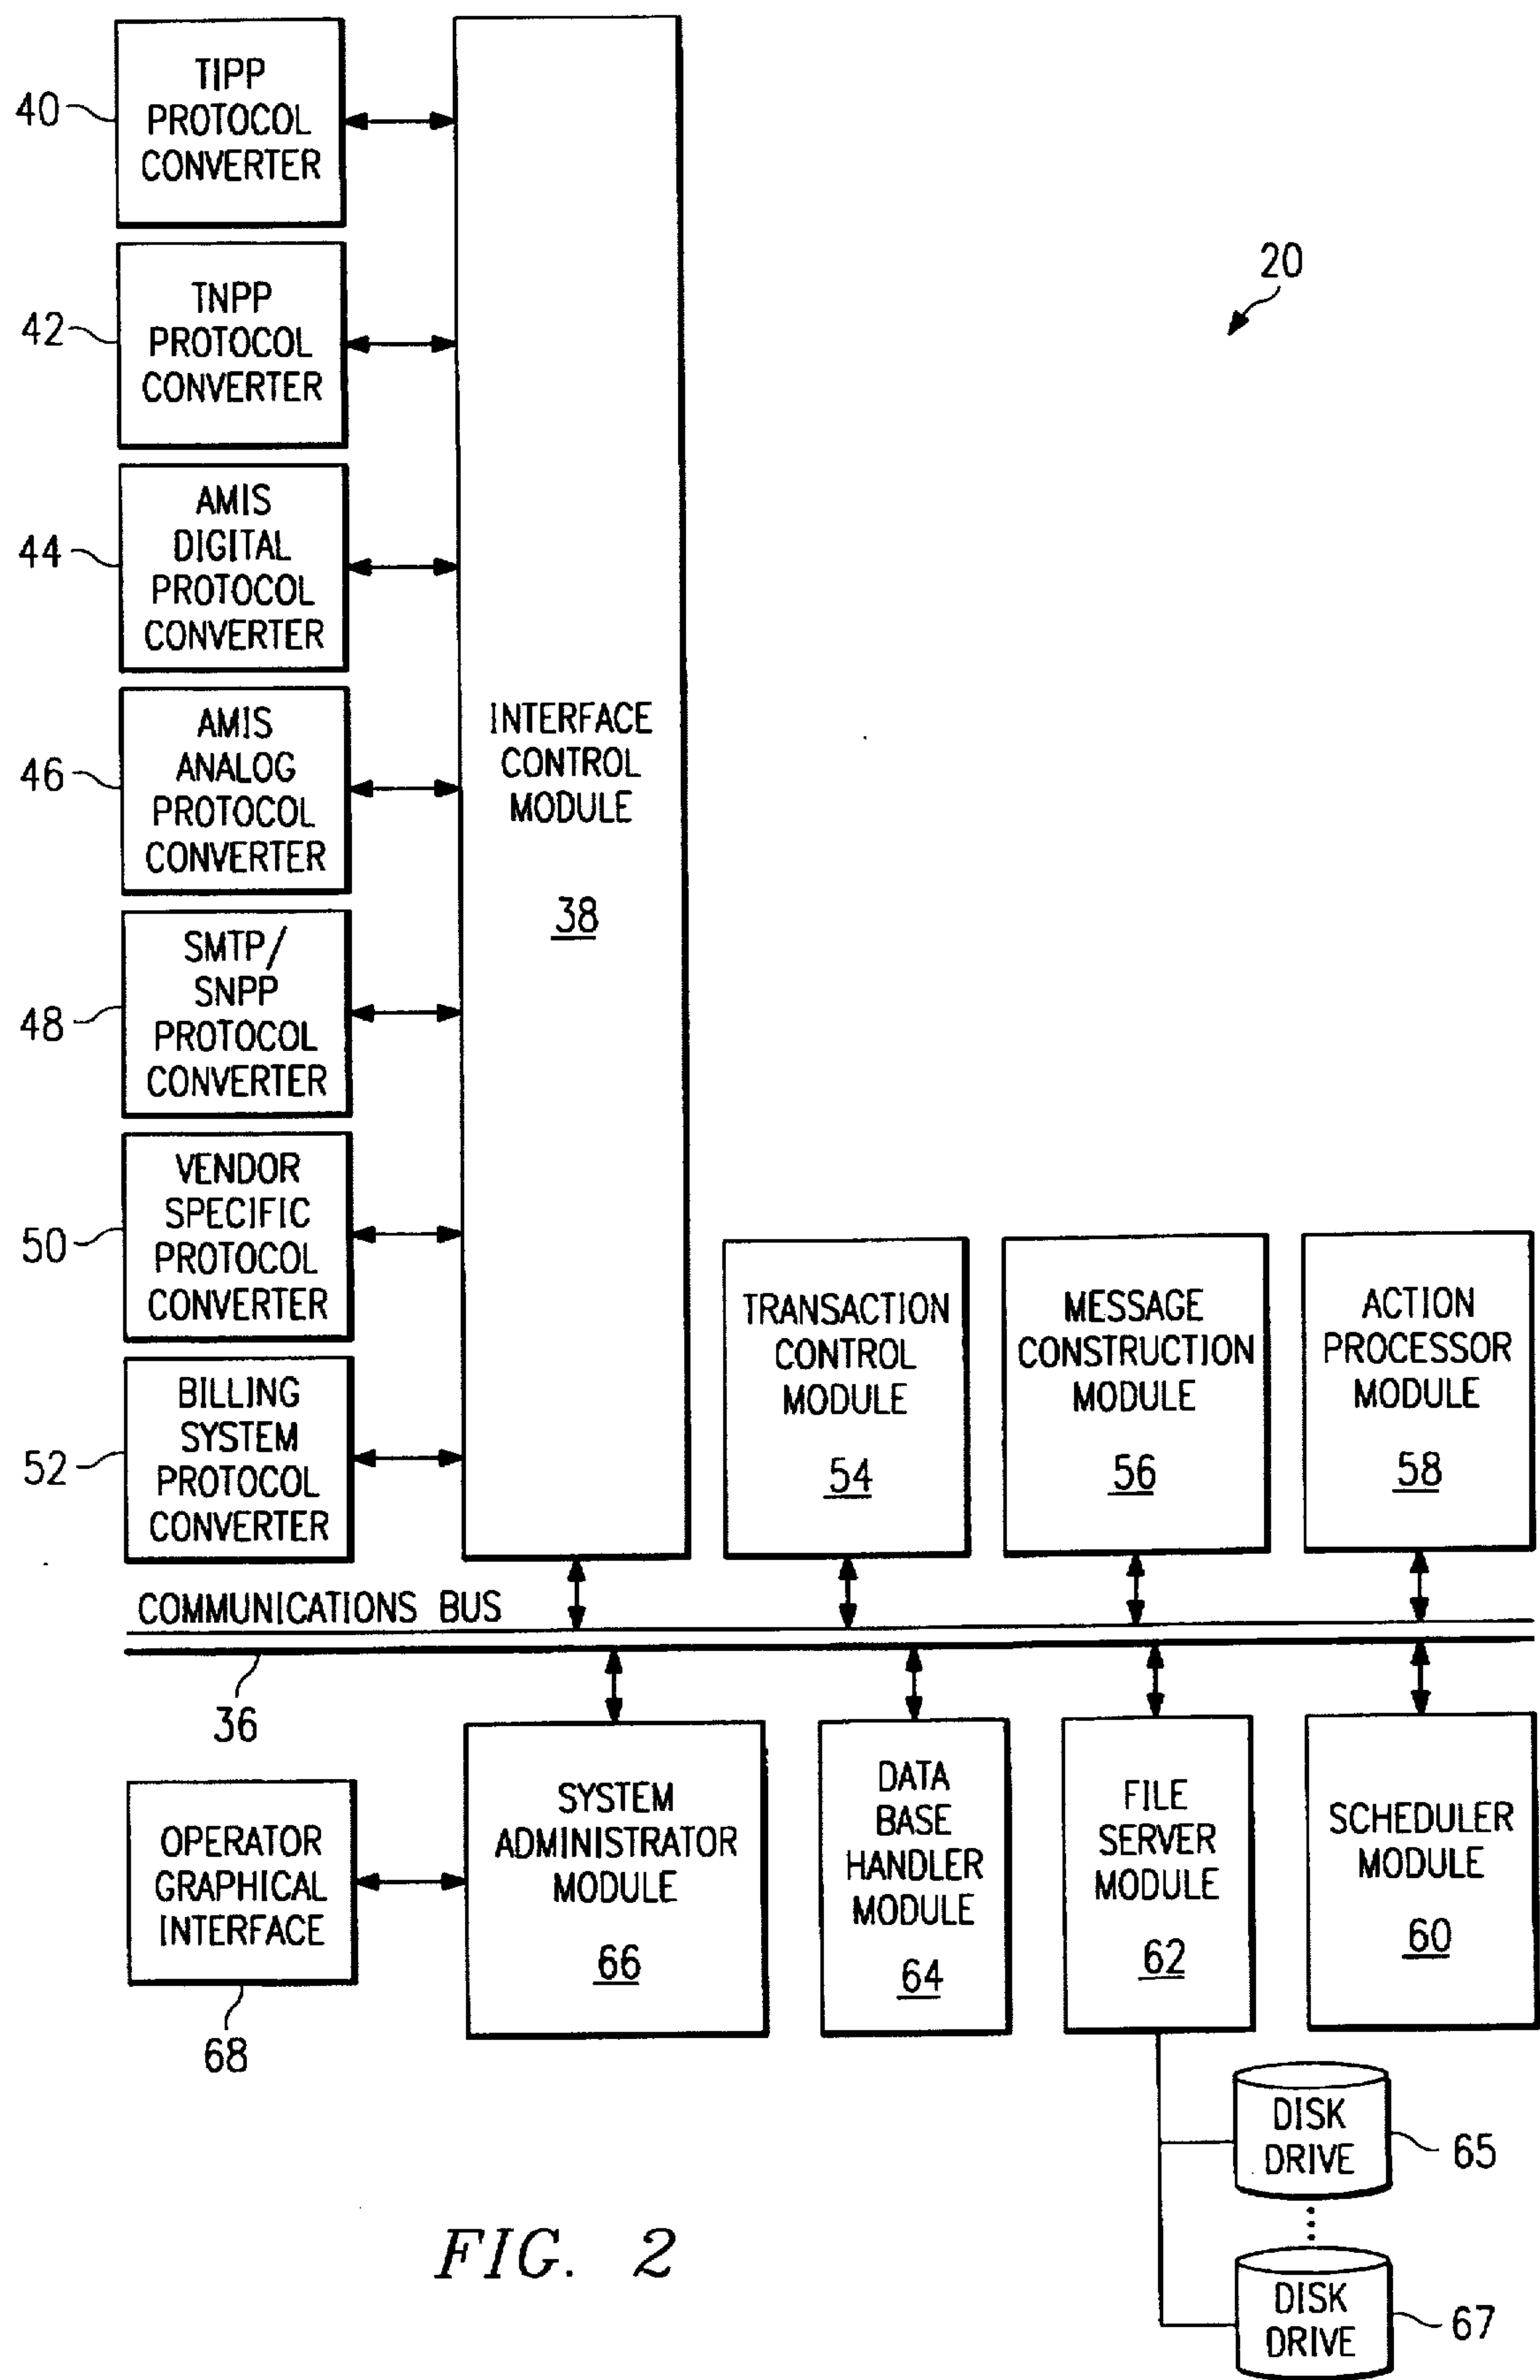 TIPP
PROTOCOL
CONVERTER
40
TNPP
PROTOCOL
CONVERTER
42
AMIS
DIGITAL
PROTOCOL
CONVERTER
44
AMIS
ANALOG
PROTOCOL
CONVERTER
46
SMTP/
SNPP
PROTOCOL
CONVERTER
48
VENDOR
SPECIFIC
PROTOCOL
CONVERTER
50
BILLING
SYSTEM
PROTOCOL
CONVERTER
52
INTERFACE
CONTROL
MODULE
38
20
TRANSACTION
CONTROL
MODULE
54
MESSAGE
CONSTRUCTION
MODULE
56
ACTION
PROCESSOR
MODULE
58
COMMUNICATIONS BUS
36
OPERATOR
GRAPHICAL
INTERFACE
68
SYSTEM
ADMINISTRATOR
MODULE
66
DATA
BASE
HANDLER
MODULE
64
FILE
SERVER
MODULE
62
SCHEDULER
MODULE
60
DISK
DRIVE
65
DISK
DRIVE
67
FIG. 2